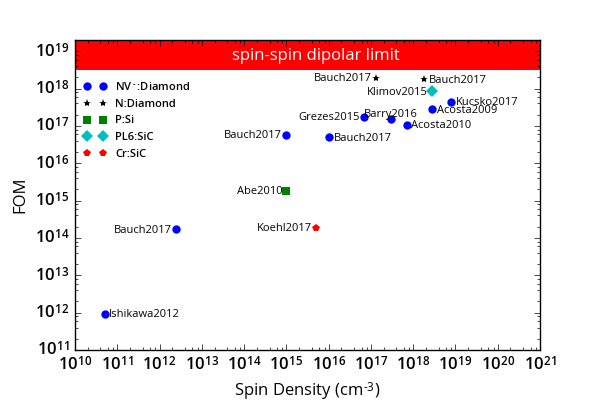 10¹⁹
spin-spin dipolar limit
NV⁻:Diamond
Bauch2017
Bauch2017
10¹⁸
Klimov2015
N:Diamond
Kucsko2017
Acosta2009
P:Si
Grezes2015
Barry2016
10¹⁷
Acosta2010
PL6:SiC
Bauch2017
Bauch2017
Cr:SiC
10¹⁶
FOM
Abe2010
10¹⁵
Bauch2017
Koehl2017
10¹⁴
10¹³
10¹²
Ishikawa2012
10¹¹
10¹⁰ 10¹¹ 10¹² 10¹³ 10¹⁴ 10¹⁵ 10¹⁶ 10¹⁷ 10¹⁸ 10¹⁹ 10²⁰ 10²¹
Spin Density (cm⁻³)